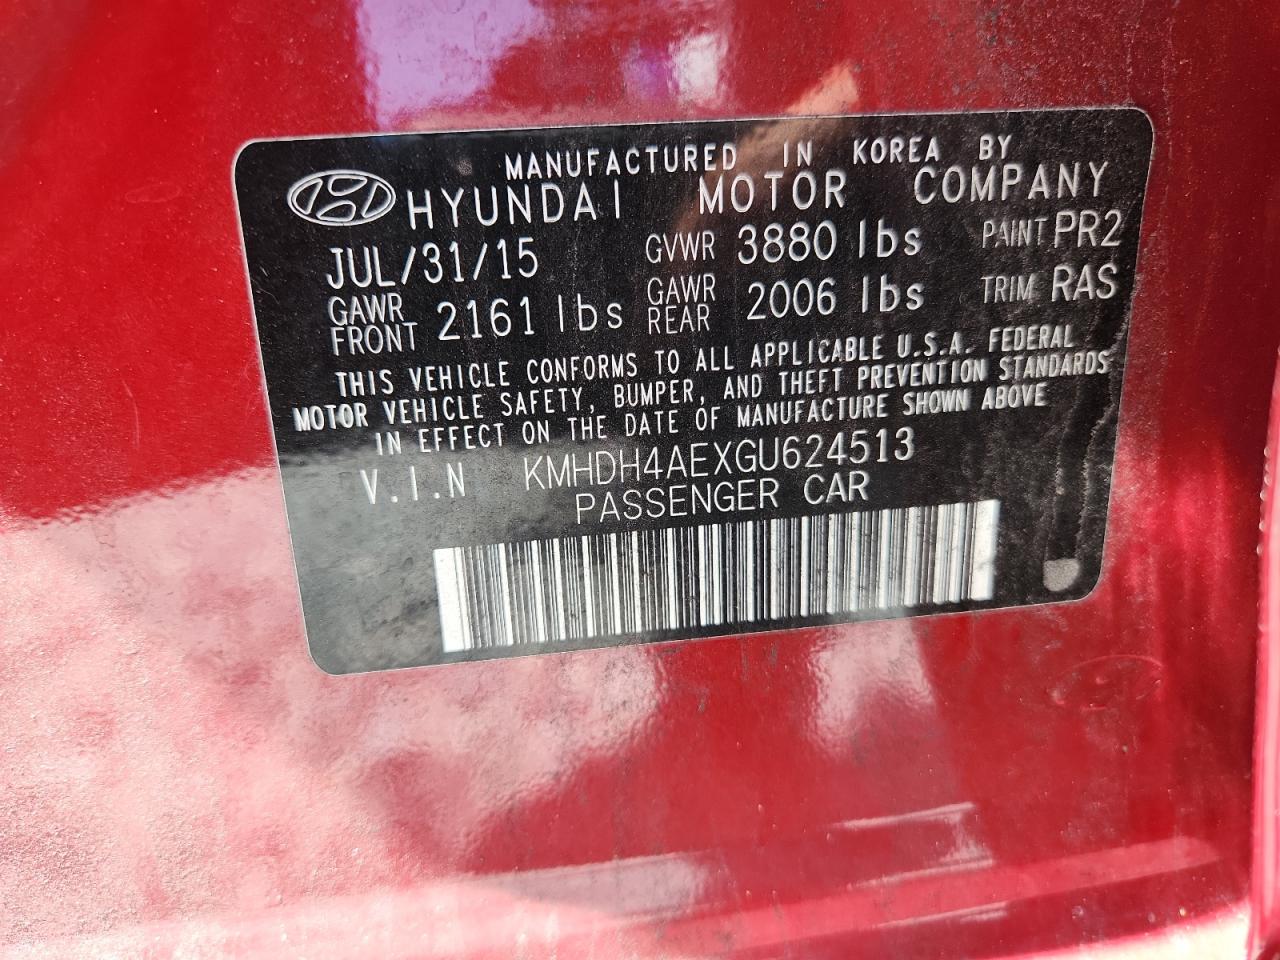 MANUFACTURED IN KOREA BY
HYUNDAI MOTOR COMPANY
JUL/31/15 GVWR 3880 lbs PAINT PR2
GAWR FRONT 2161 lbs GAWR REAR 2006 lbs TRIM RAS
THIS VEHICLE CONFORMS TO ALL APPLICABLE U.S.A. FEDERAL
MOTOR VEHICLE SAFETY, BUMPER, AND THEFT PREVENTION STANDARDS
IN EFFECT ON THE DATE OF MANUFACTURE SHOWN ABOVE
V.I.N KMHDH4AEXGU624513
PASSENGER CAR